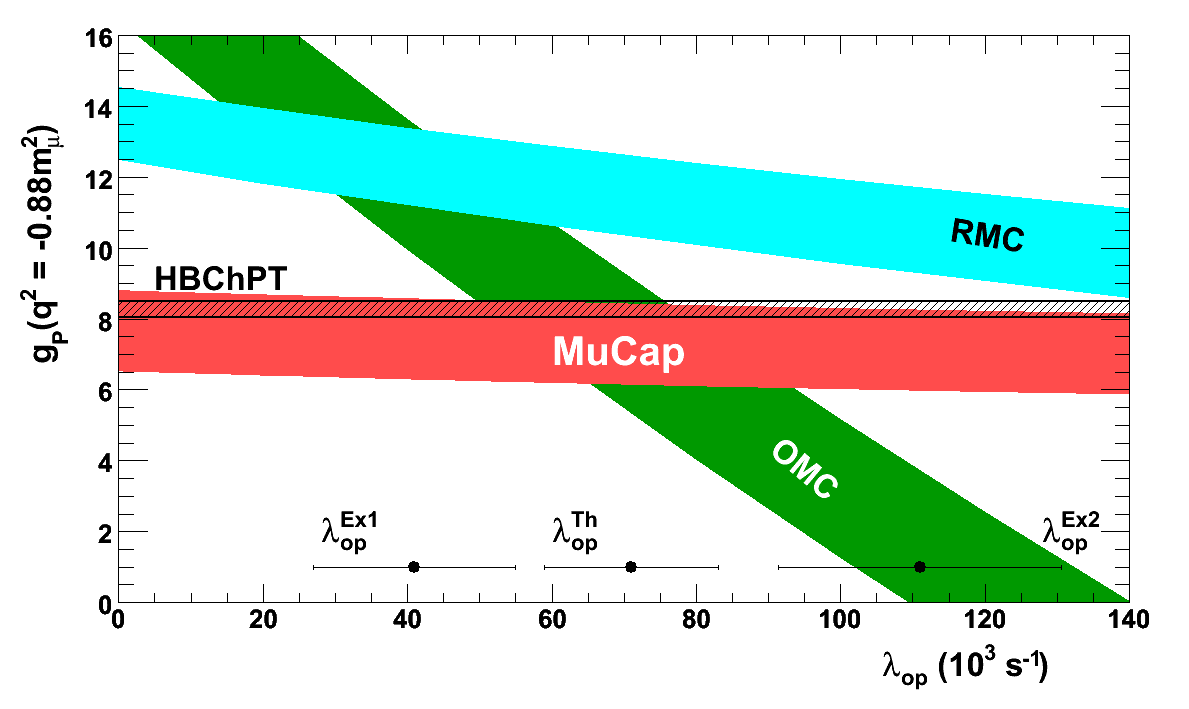 g_P(q^2 = -0.88m_μ^2)
16
14
12
10
8
6
4
2
0
RMC
HBChPT
MuCap
OMC
λ_op^Ex1
λ_op^Th
λ_op^Ex2
0 20 40 60 80 100 120 140
λ_op (10^3 s^-1)